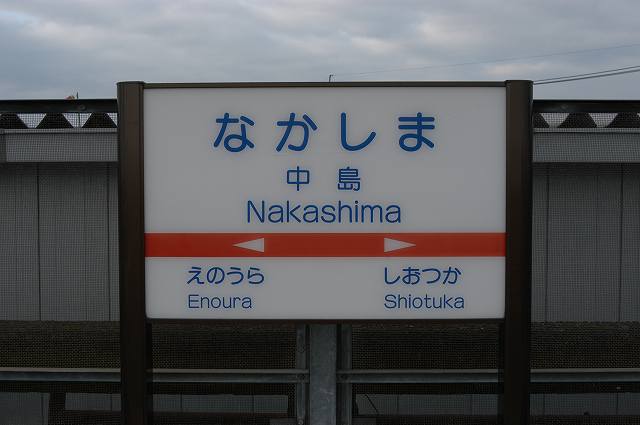 なかしま
中島
Nakashima
えのうら しおつか
Enoura Shiotuka